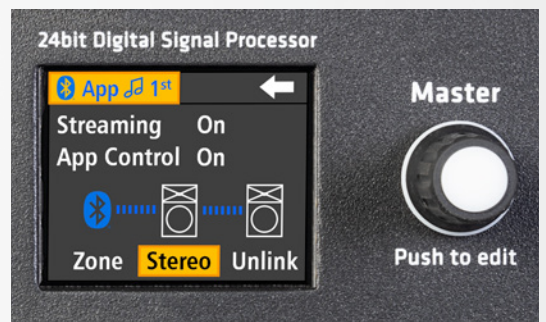 24bit Digital Signal Processor
App 1st
Streaming On
App Control On
Zone Stereo Unlink
Master
Push to edit